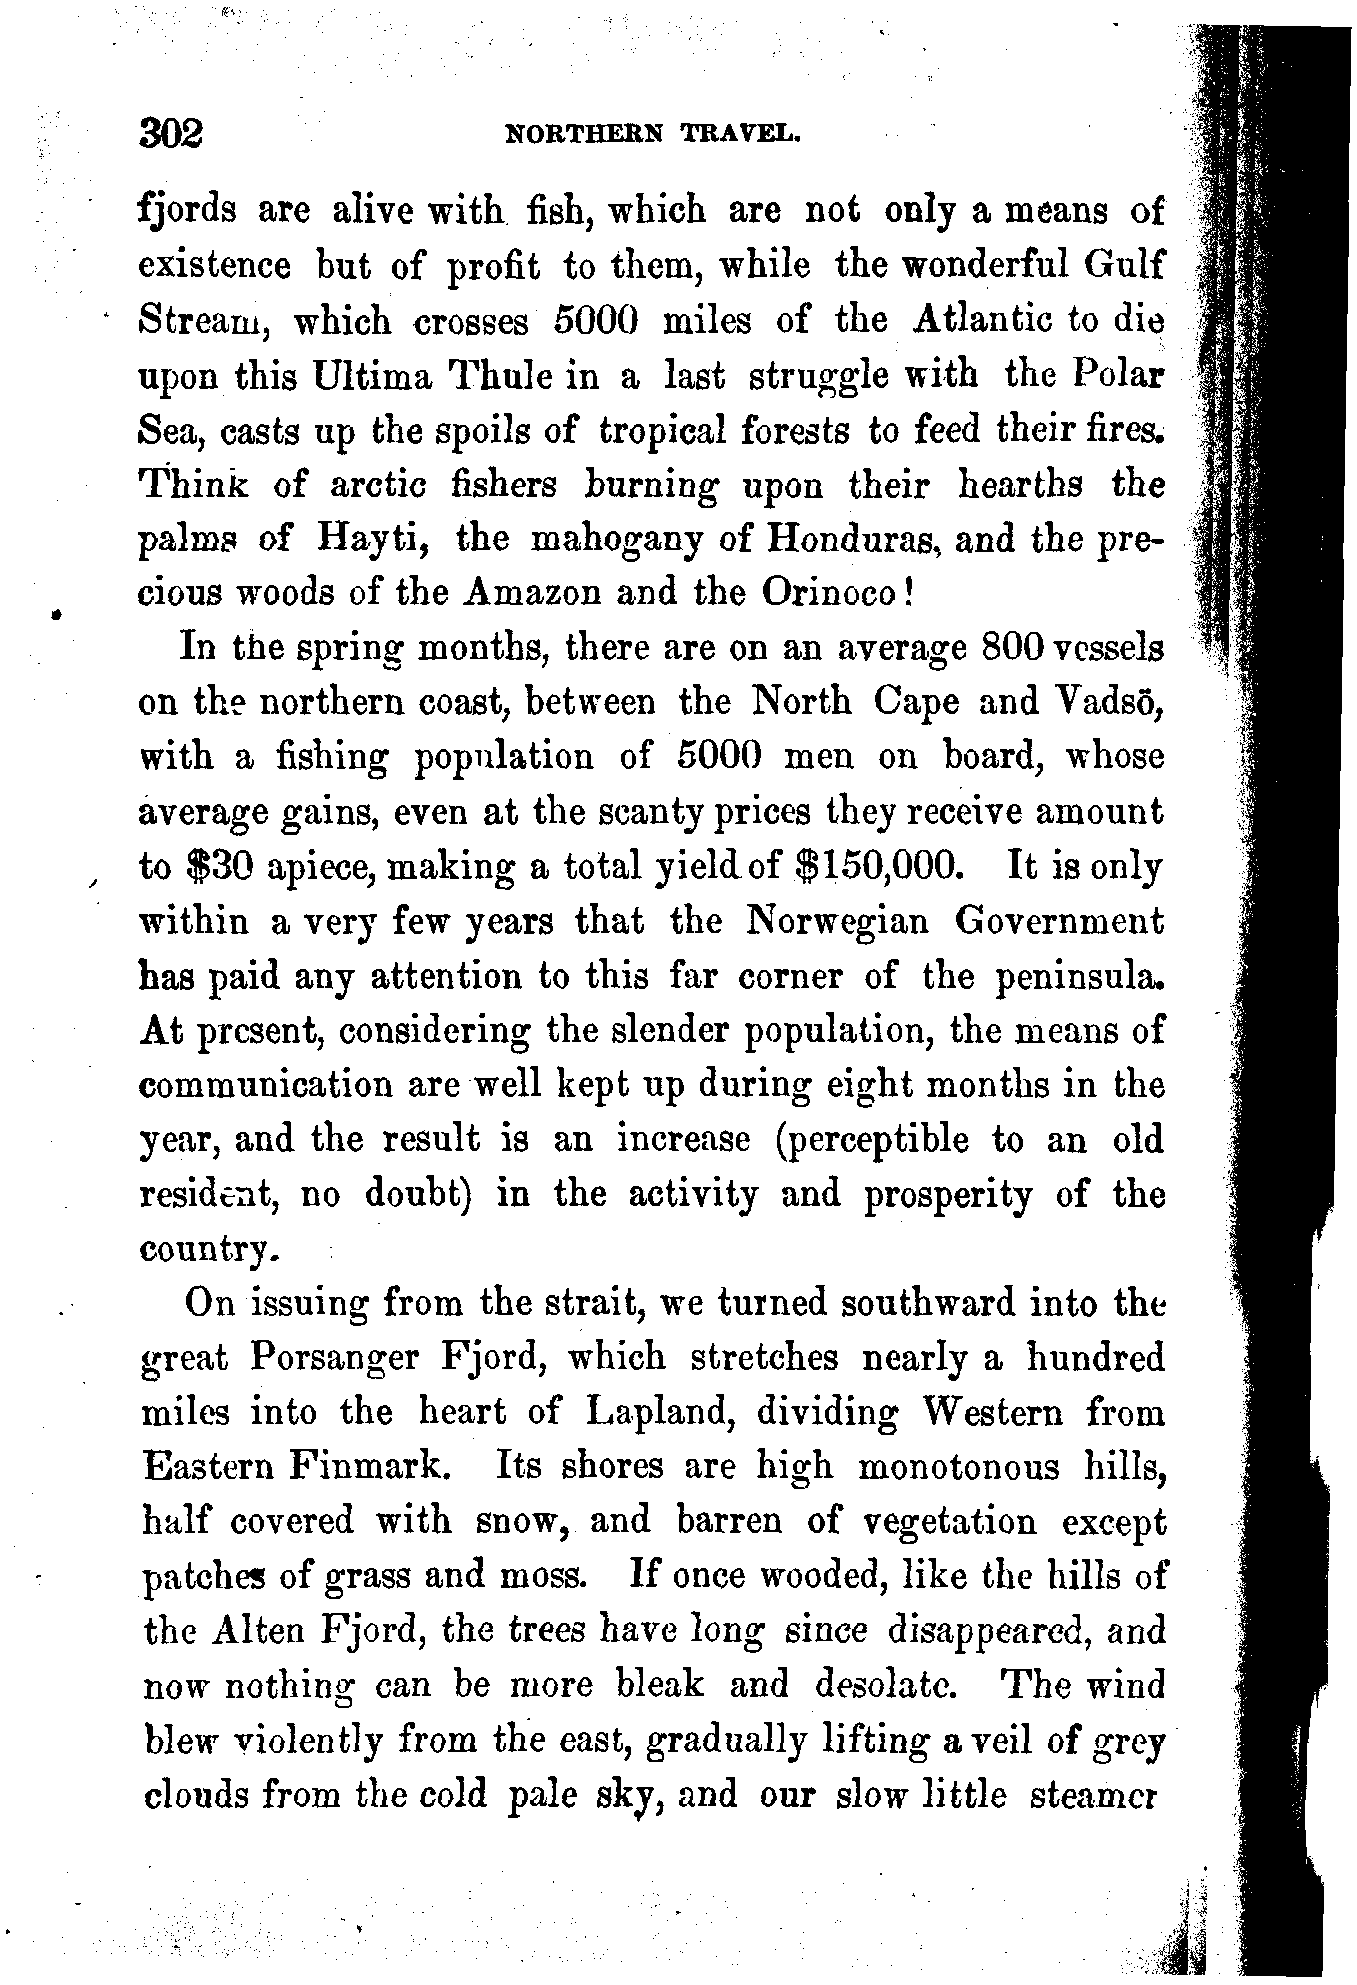 302 NORTHERN TRAVEL.
fjords are alive with fish, which are not only a means of
existence but of profit to them, while the wonderful Gulf
Stream, which crosses 5000 miles of the Atlantic to die
upon this Ultima Thule in a last struggle with the Polar
Sea, casts up the spoils of tropical forests to feed their fires.
Think of arctic fishers burning upon their hearths the
palms of Hayti, the mahogany of Honduras, and the pre-
cious woods of the Amazon and the Orinoco!
In the spring months, there are on an average 800 vessels
on the northern coast, between the North Cape and Vadsö,
with a fishing population of 5000 men on board, whose
average gains, even at the scanty prices they receive amount
to $30 apiece, making a total yield of $150,000. It is only
within a very few years that the Norwegian Government
has paid any attention to this far corner of the peninsula.
At present, considering the slender population, the means of
communication are well kept up during eight months in the
year, and the result is an increase (perceptible to an old
resident, no doubt) in the activity and prosperity of the
country.
On issuing from the strait, we turned southward into the
great Porsanger Fjord, which stretches nearly a hundred
miles into the heart of Lapland, dividing Western from
Eastern Finmark. Its shores are high monotonous hills,
half covered with snow, and barren of vegetation except
patches of grass and moss. If once wooded, like the hills of
the Alten Fjord, the trees have long since disappeared, and
now nothing can be more bleak and desolate. The wind
blew violently from the east, gradually lifting a veil of grey
clouds from the cold pale sky, and our slow little steamer